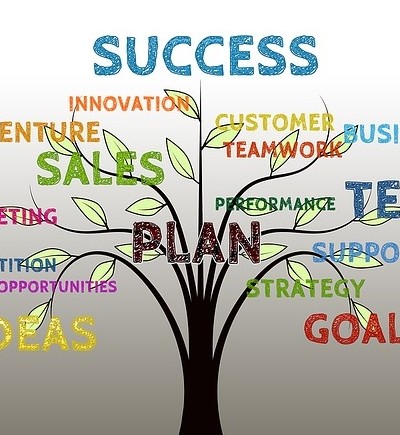 SUCCESS
INNOVATION
CUSTOMER
ENTURE
BUSI
TEAMWORK
SALES
PERFORMANCE
TE
ETING
PLAN
SUPPO
TITION
OPPORTUNITIES
STRATEGY
DEAS
GOAL